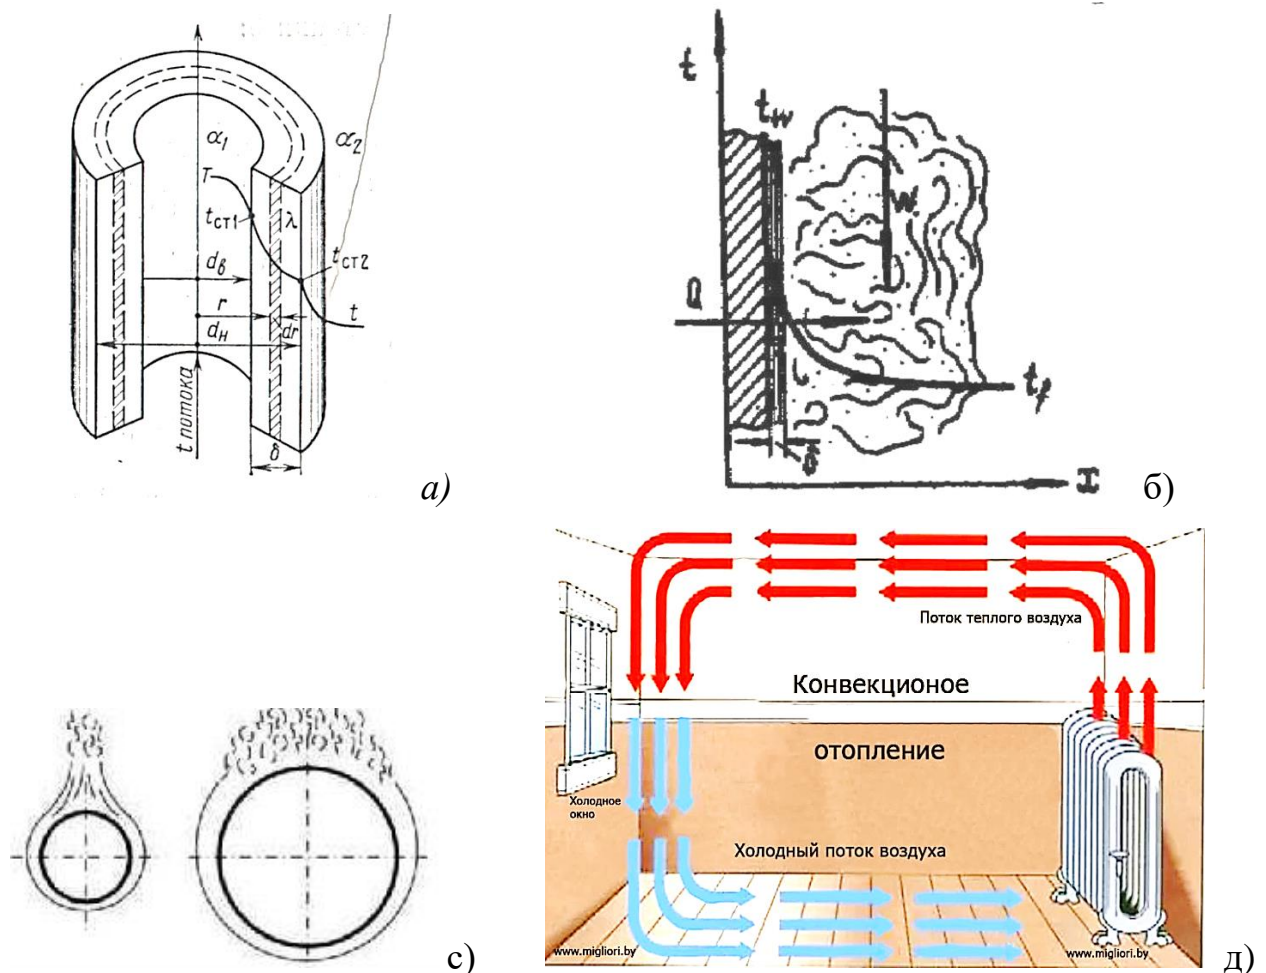 α₁
α₂
T
tст1
λ
tст2
dв
r
dн
dr
t
t потока
δ
а)
t
tw
W
Q
δ
tf
x
б)
с)
Поток теплого воздуха
Конвекционое
отопление
Холодное
окно
Холодный поток воздуха
www.migliori.by
www.migliori.by
д)